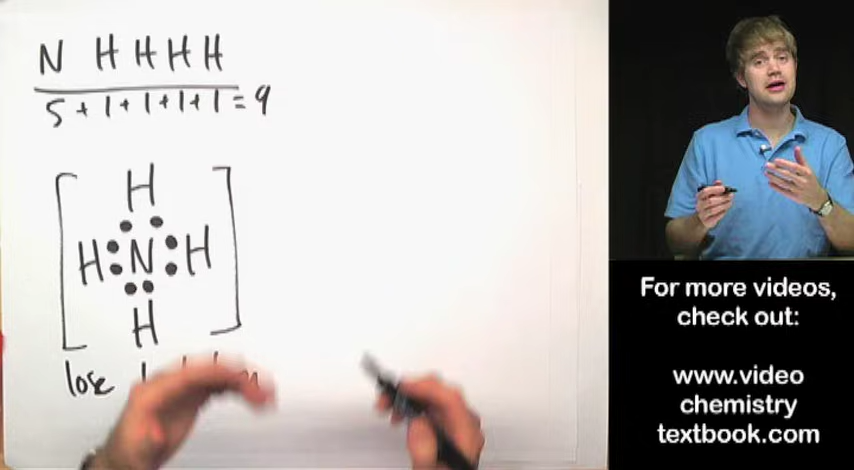 N H H H H
5 + 1 + 1 + 1 + 1 = 9
H
H N H
H
lose
For more videos,
check out:
www.video
chemistry
textbook.com